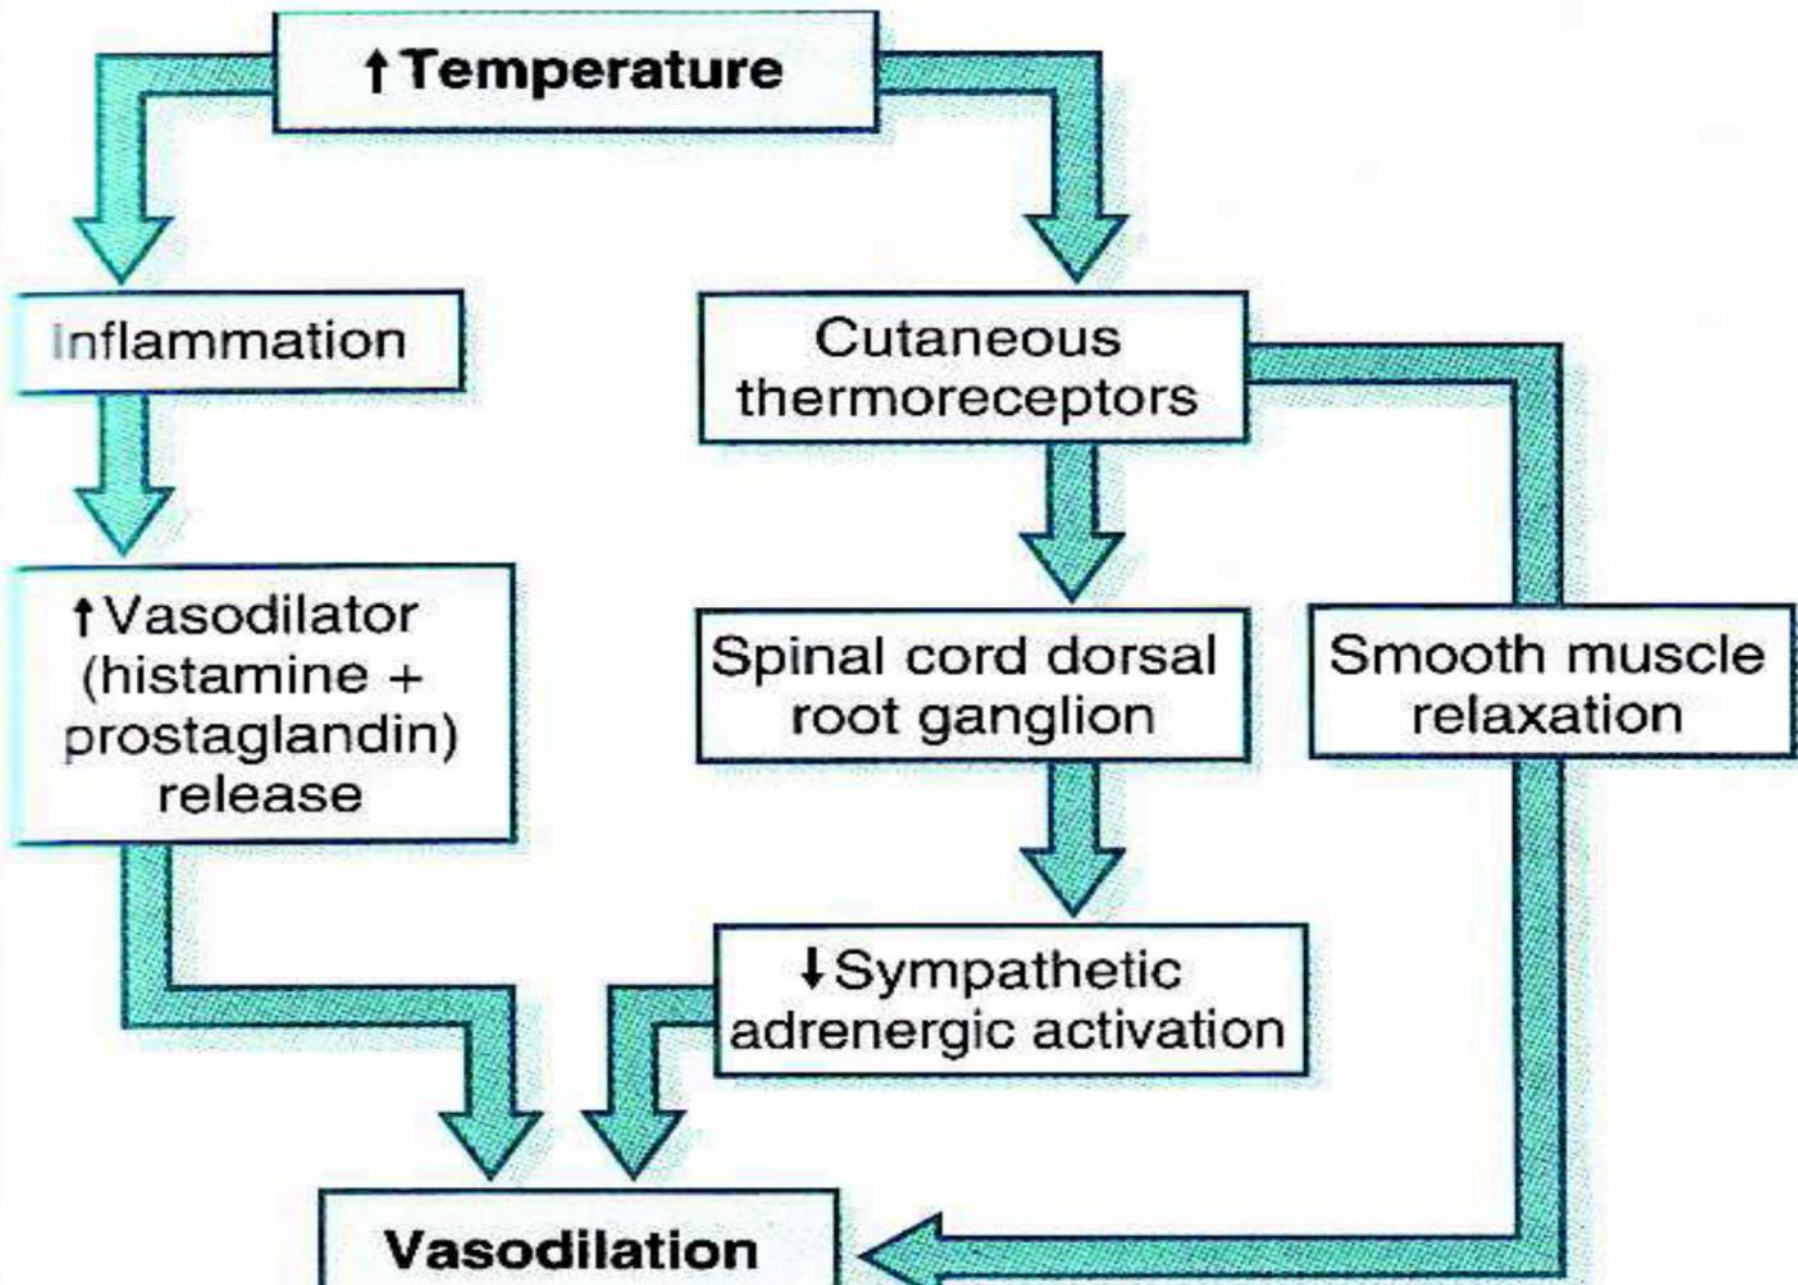 ↑Temperature
Inflammation
Cutaneous
thermoreceptors
↑Vasodilator
(histamine +
prostaglandin)
release
Spinal cord dorsal
root ganglion
Smooth muscle
relaxation
↓Sympathetic
adrenergic activation
Vasodilation